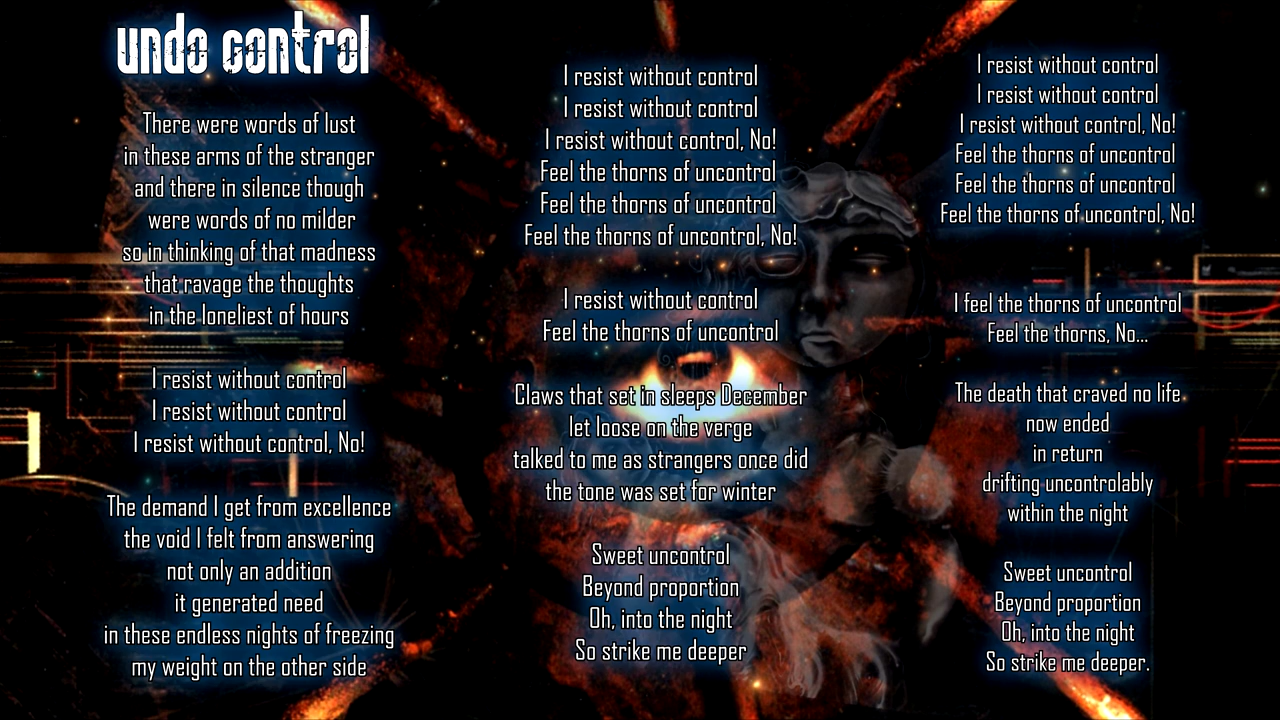 undo control
There were words of lust
in these arms of the stranger
and there in silence though
were words of no milder
so in thinking of that madness
that ravage the thoughts
in the loneliest of hours
I resist without control
I resist without control
I resist without control, No!
The demand I get from excellence
the void I felt from answering
not only an addition
it generated need
in these endless nights of freezing
my weight on the other side
I resist without control
I resist without control
I resist without control, No!
Feel the thorns of uncontrol
Feel the thorns of uncontrol
Feel the thorns of uncontrol, No!
I resist without control
Feel the thorns of uncontrol
Claws that set in sleeps December
let loose on the verge
talked to me as strangers once did
the tone was set for winter
Sweet uncontrol
Beyond proportion
Oh, into the night
So strike me deeper
I resist without control
I resist without control
I resist without control, No!
Feel the thorns of uncontrol
Feel the thorns of uncontrol
Feel the thorns of uncontrol, No!
I feel the thorns of uncontrol
Feel the thorns, No...
The death that craved no life
now ended
in return
drifting uncontrolably
within the night
Sweet uncontrol
Beyond proportion
Oh, into the night
So strike me deeper.